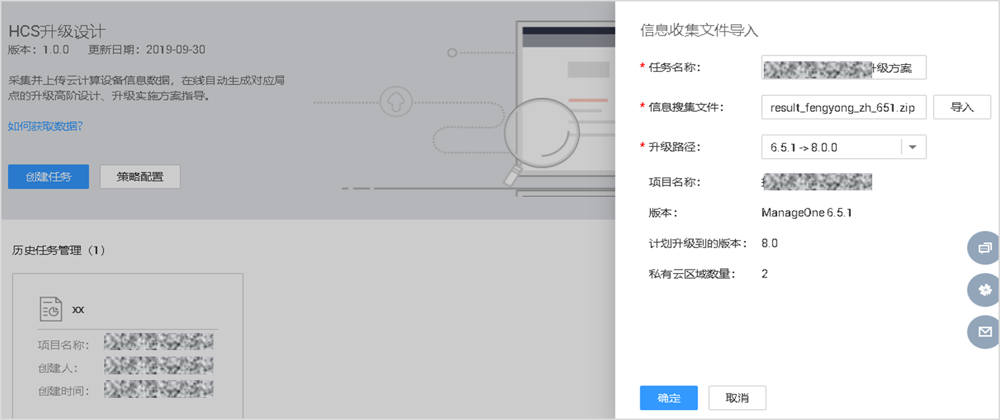 HCS升级设计
版本：1.0.0 更新日期：2019-09-30
采集并上传云计算设备信息数据，在线自动生成对应局
点的升级高阶设计、升级实施方案指导。
如何获取数据?
创建任务 策略配置
历史任务管理（1）
xx
项目名称：
创建人：
创建时间：
信息收集文件导入
* 任务名称： 升级方案
* 信息搜集文件： result_fengyong_zh_651.zip 导入
* 升级路径： 6.5.1 -> 8.0.0
项目名称：
版本： ManageOne 6.5.1
计划升级到的版本： 8.0
私有云区域数量： 2
确定 取消